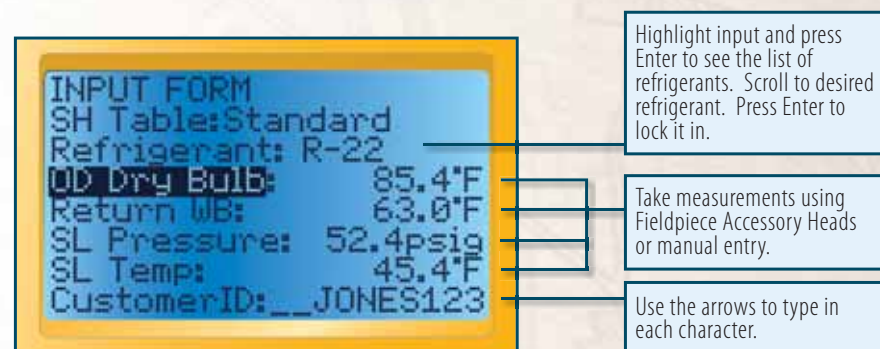 INPUT FORM
SH Table:Standard
Refrigerant: R-22
OD Dry Bulb: 85.4°F
Return WB: 63.0°F
SL Pressure: 52.4psig
SL Temp: 45.4°F
CustomerID:__JONES123
Highlight input and press
Enter to see the list of
refrigerants. Scroll to desired
refrigerant. Press Enter to
lock it in.
Take measurements using
Fieldpiece Accessory Heads
or manual entry.
Use the arrows to type in
each character.